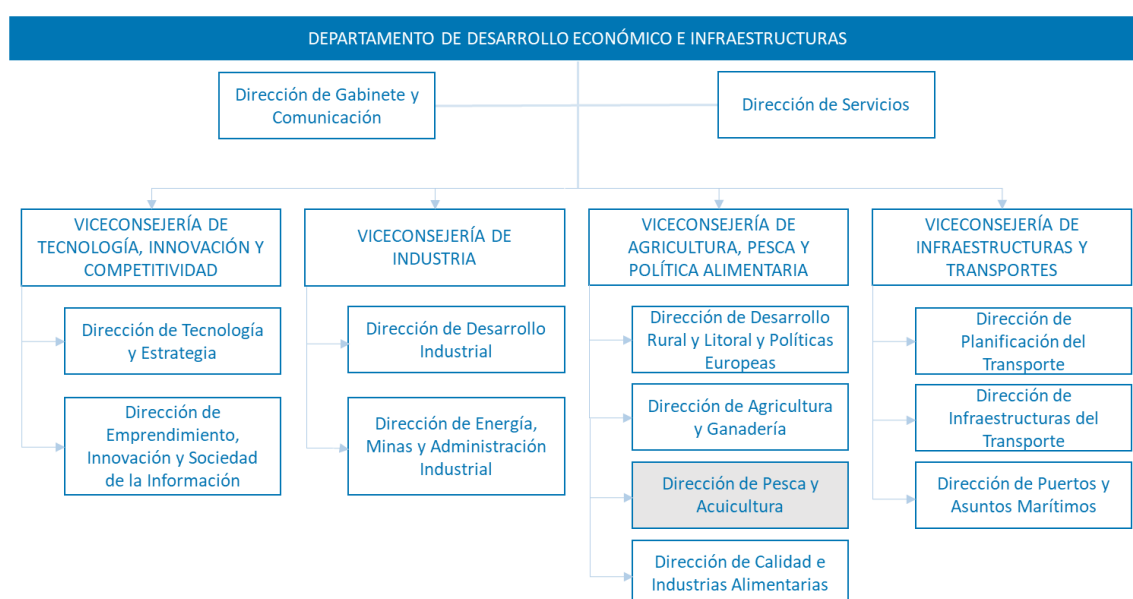 DEPARTAMENTO DE DESARROLLO ECONÓMICO E INFRAESTRUCTURAS
Dirección de Gabinete y
Comunicación
Dirección de Servicios
VICECONSEJERÍA DE
TECNOLOGÍA, INNOVACIÓN Y
COMPETITIVIDAD
Dirección de Tecnología
y Estrategia
Dirección de
Emprendimiento,
Innovación y Sociedad
de la Información
VICECONSEJERÍA DE
INDUSTRIA
Dirección de Desarrollo
Industrial
Dirección de Energía,
Minas y Administración
Industrial
VICECONSEJERÍA DE
AGRICULTURA, PESCA Y
POLÍTICA ALIMENTARIA
Dirección de Desarrollo
Rural y Litoral y Políticas
Europeas
Dirección de Agricultura
y Ganadería
Dirección de Pesca y
Acuicultura
Dirección de Calidad e
Industrias Alimentarias
VICECONSEJERÍA DE
INFRAESTRUCTURAS Y
TRANSPORTES
Dirección de
Planificación del
Transporte
Dirección de
Infraestructuras del
Transporte
Dirección de Puertos y
Asuntos Marítimos